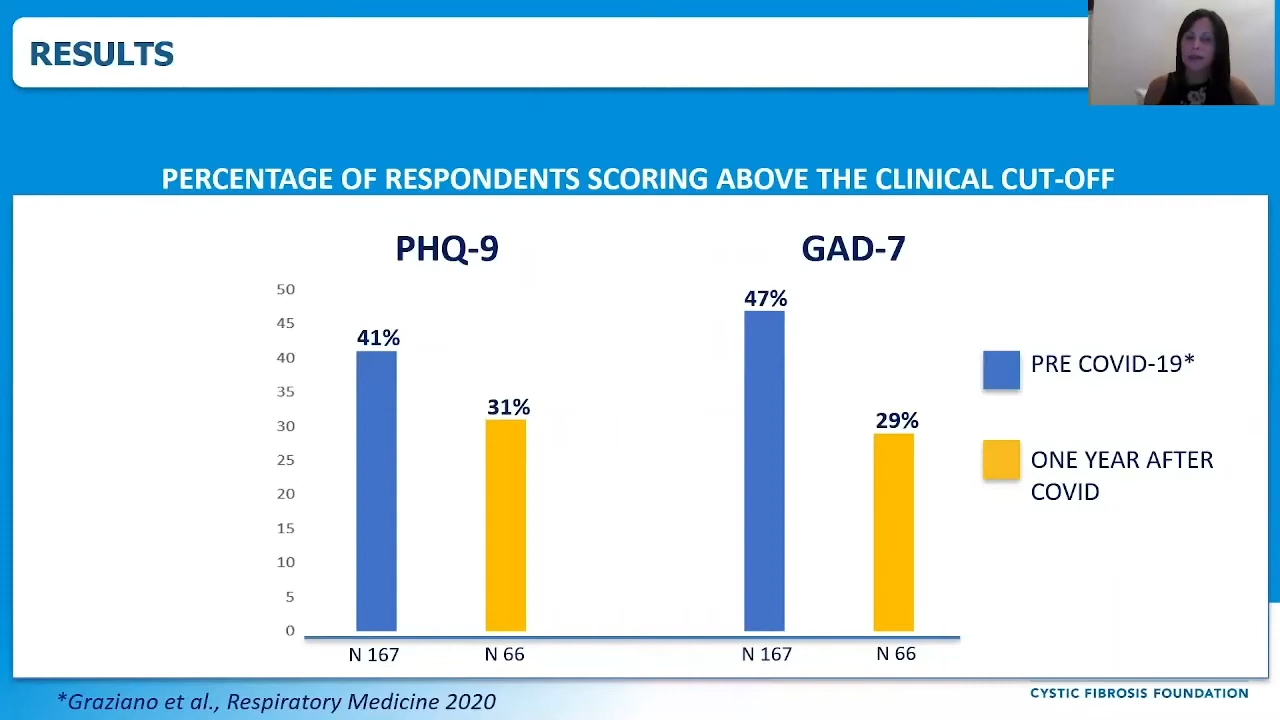 RESULTS
PERCENTAGE OF RESPONDENTS SCORING ABOVE THE CLINICAL CUT-OFF
PHQ-9
GAD-7
50
45
40
35
30
25
20
15
10
5
0
41%
31%
47%
29%
N 167
N 66
N 167
N 66
PRE COVID-19*
ONE YEAR AFTER
COVID
*Graziano et al., Respiratory Medicine 2020
CYSTIC FIBROSIS FOUNDATION